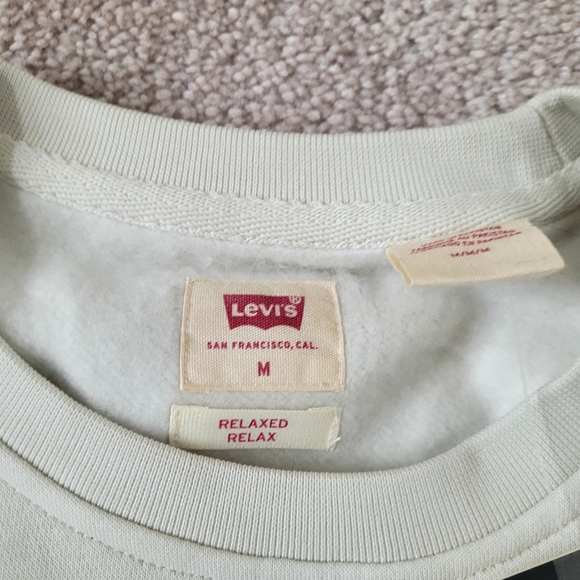 Levi's®
SAN FRANCISCO, CAL.
M
RELAXED
RELAX
M/M/M